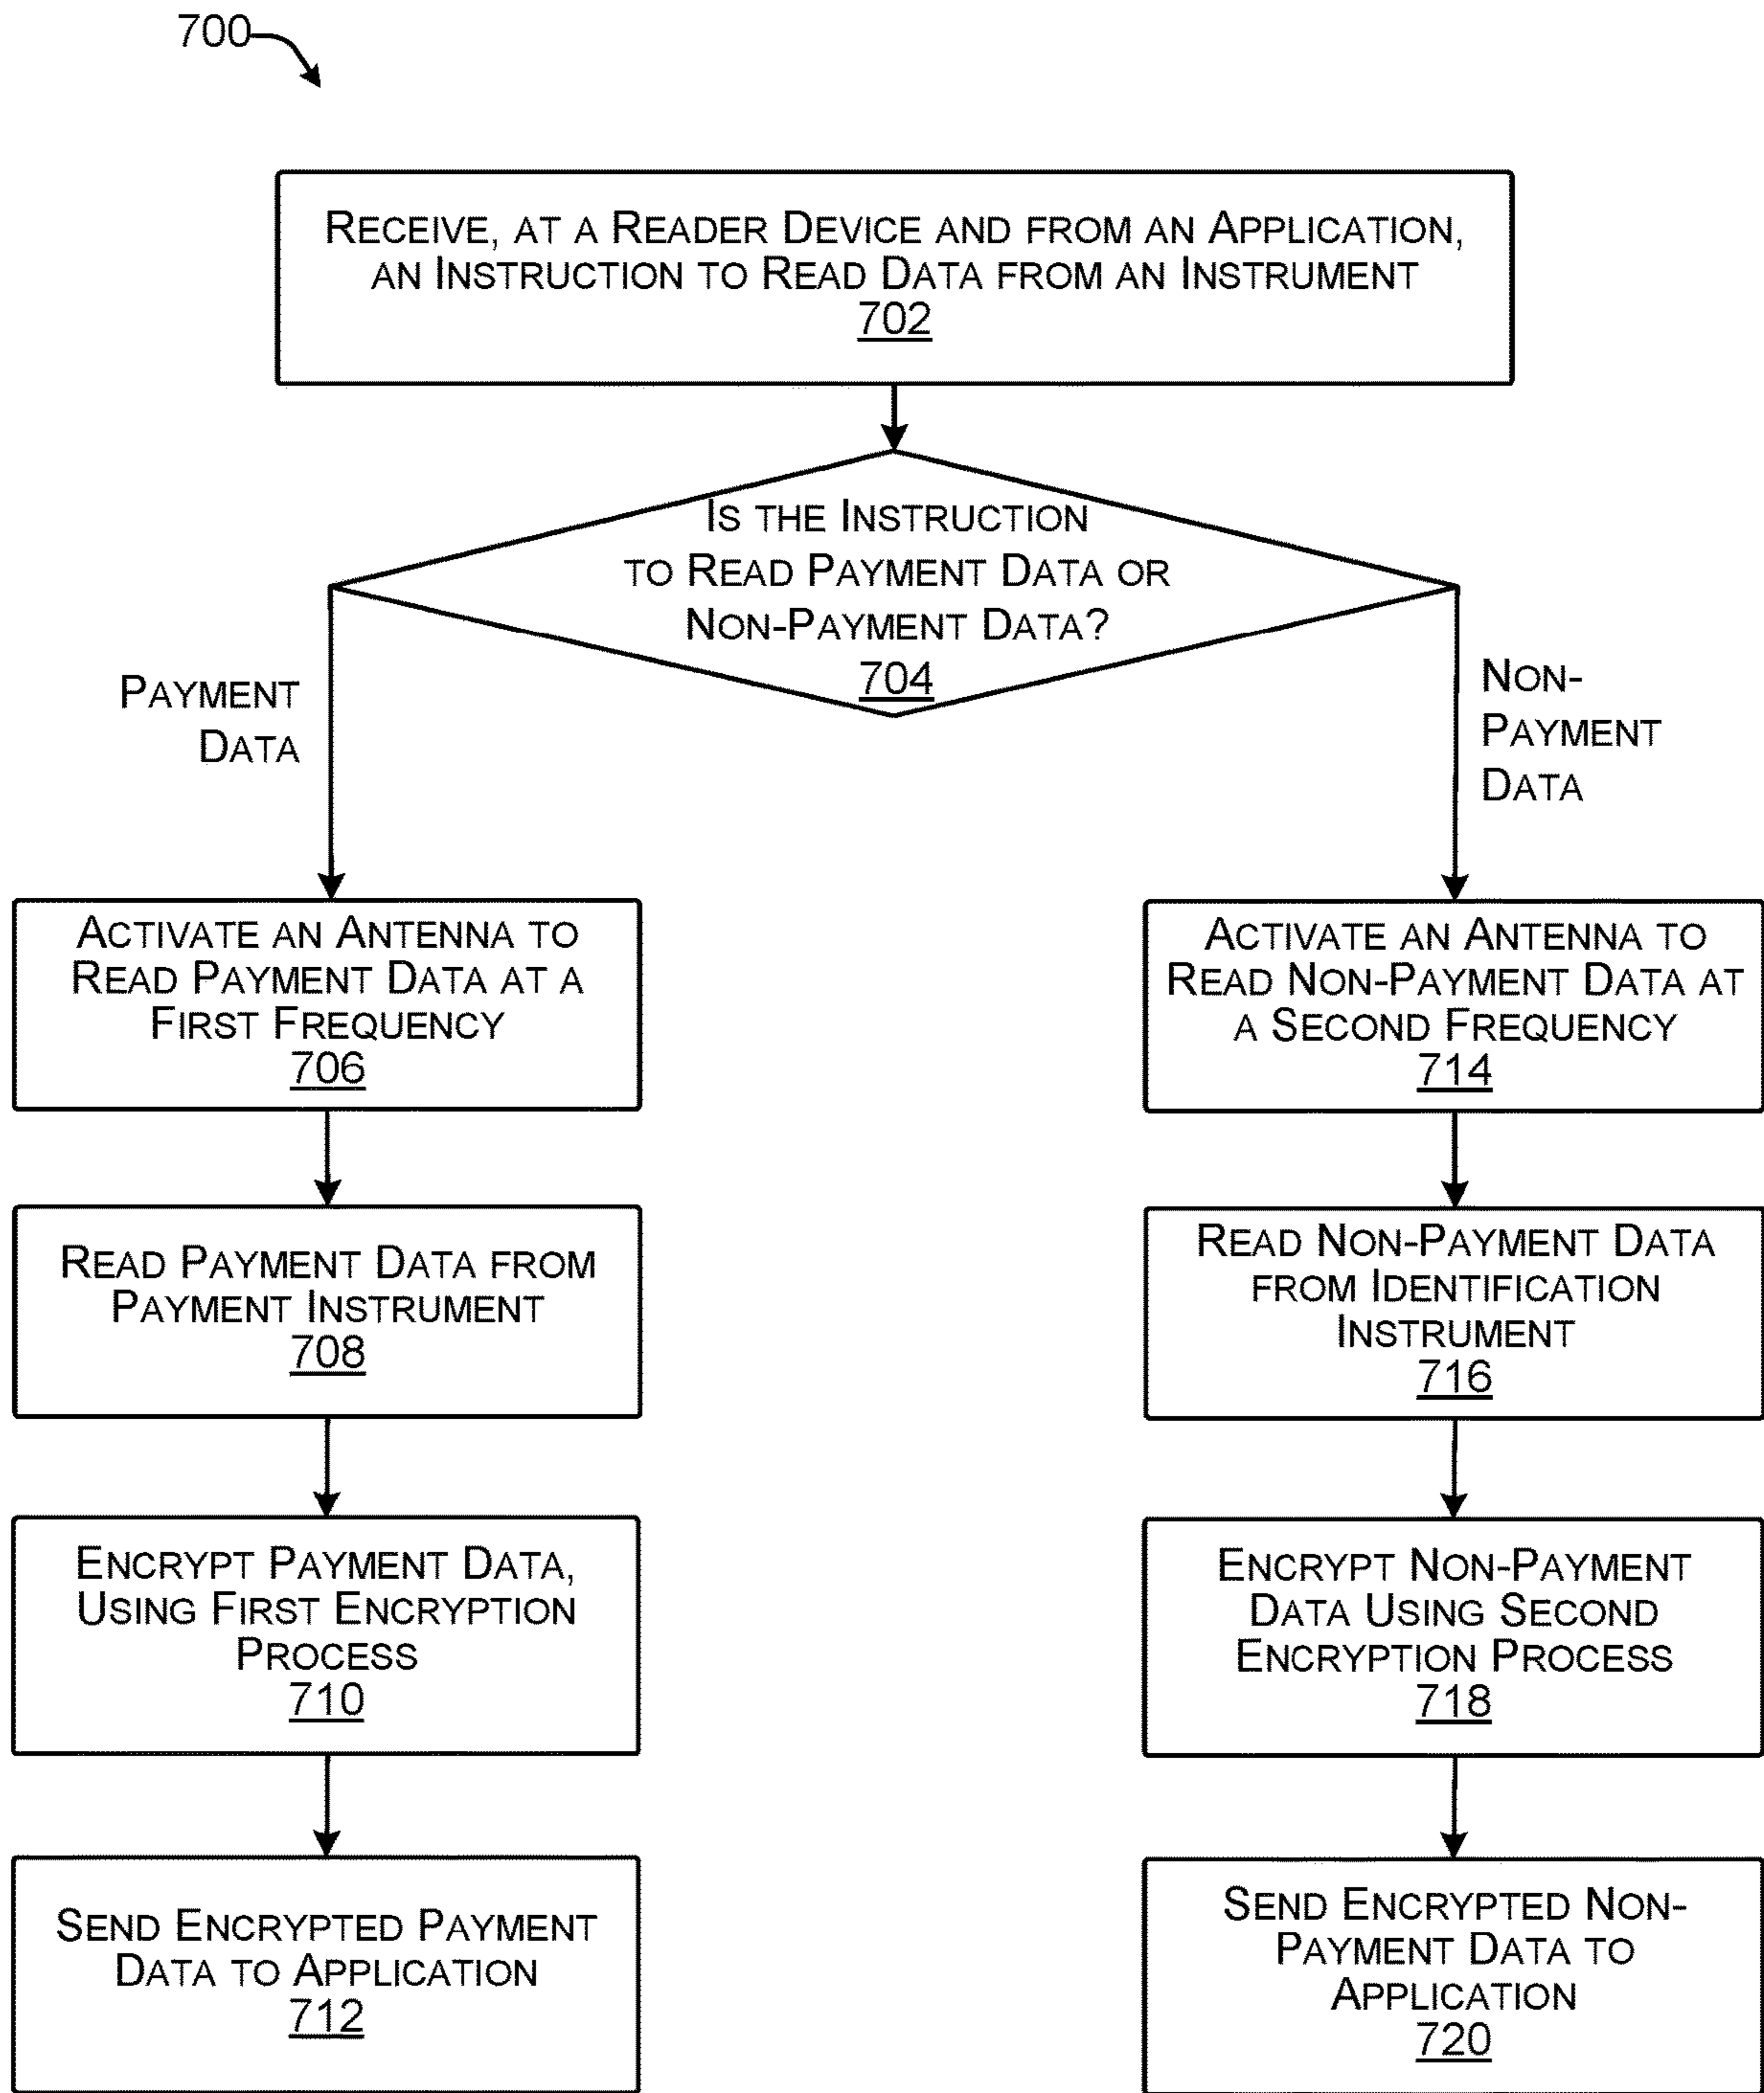 700
RECEIVE, AT A READER DEVICE AND FROM AN APPLICATION,
AN INSTRUCTION TO READ DATA FROM AN INSTRUMENT
702
IS THE INSTRUCTION
TO READ PAYMENT DATA OR
NON-PAYMENT DATA?
704
PAYMENT
DATA
NON-
PAYMENT
DATA
ACTIVATE AN ANTENNA TO
READ PAYMENT DATA AT A
FIRST FREQUENCY
706
READ PAYMENT DATA FROM
PAYMENT INSTRUMENT
708
ENCRYPT PAYMENT DATA,
USING FIRST ENCRYPTION
PROCESS
710
SEND ENCRYPTED PAYMENT
DATA TO APPLICATION
712
ACTIVATE AN ANTENNA TO
READ NON-PAYMENT DATA AT
A SECOND FREQUENCY
714
READ NON-PAYMENT DATA
FROM IDENTIFICATION
INSTRUMENT
716
ENCRYPT NON-PAYMENT
DATA USING SECOND
ENCRYPTION PROCESS
718
SEND ENCRYPTED NON-
PAYMENT DATA TO
APPLICATION
720